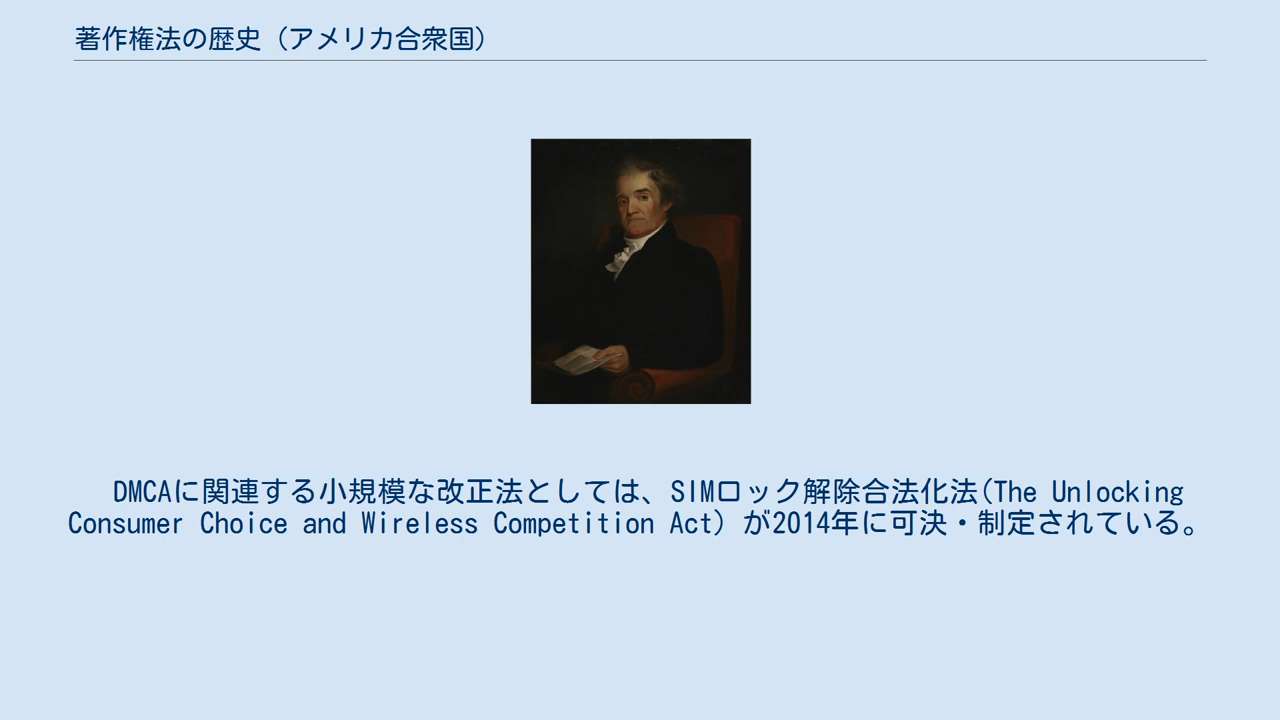 著作権法の歴史（アメリカ合衆国）
DMCAに関連する小規模な改正法としては、SIMロック解除合法化法(The Unlocking
Consumer Choice and Wireless Competition Act) が2014年に可決・制定されている。